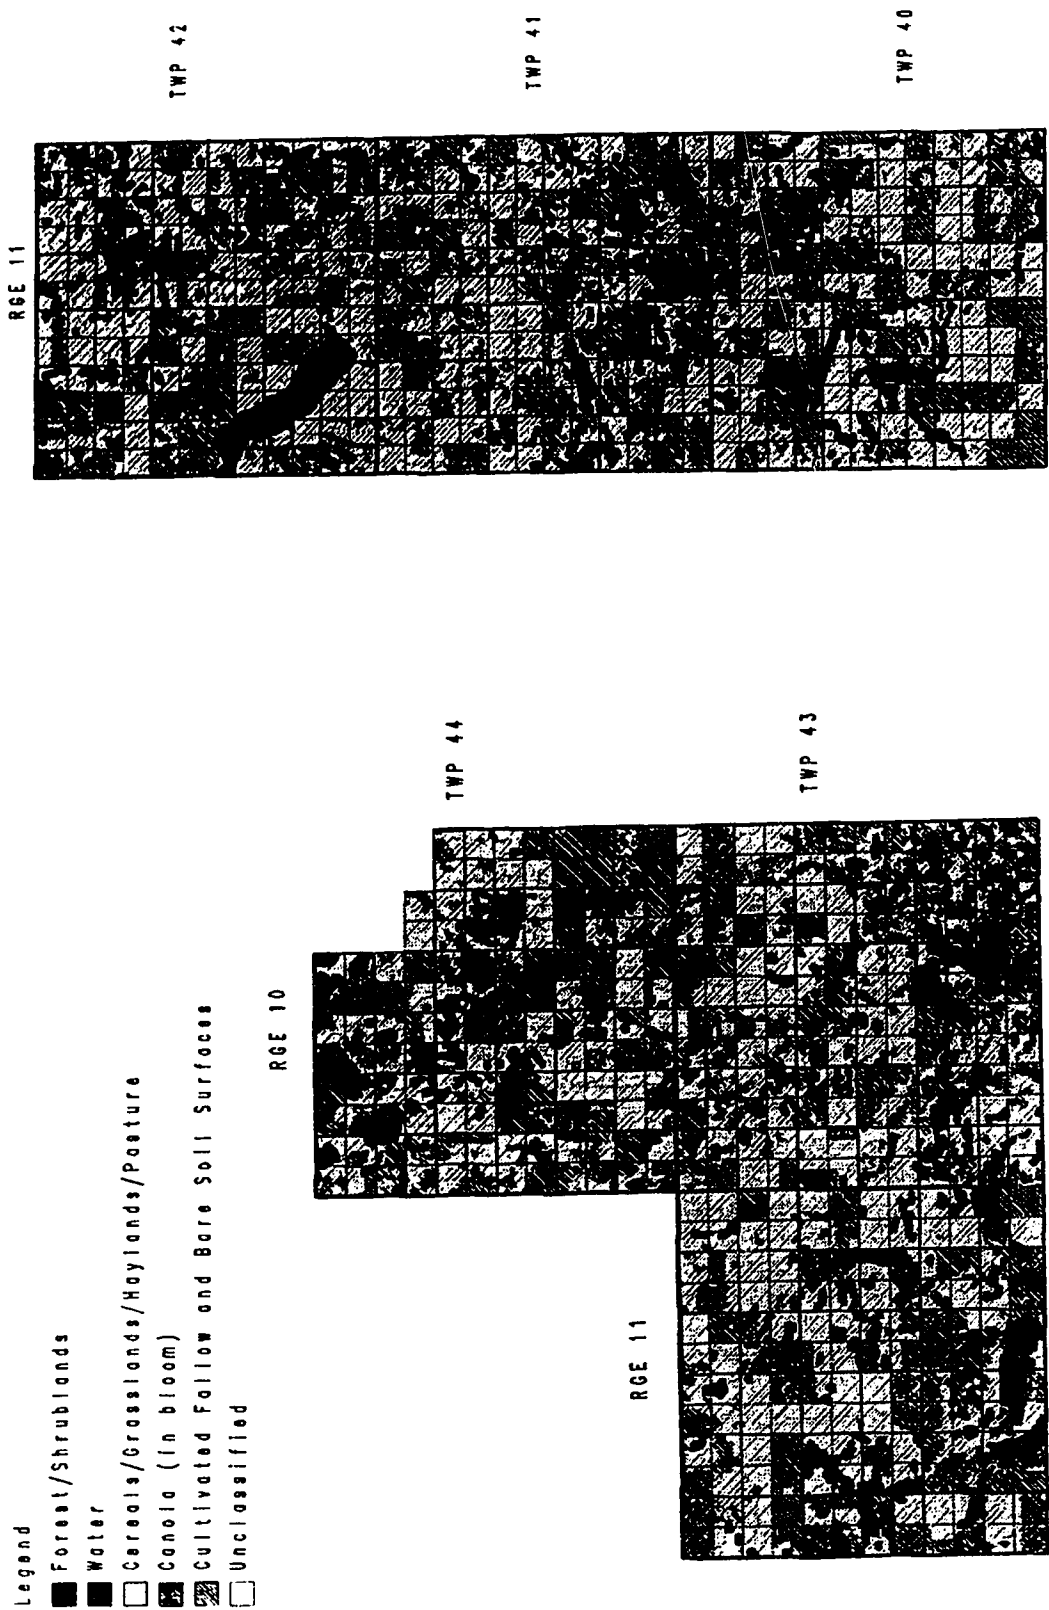 Legend
Forest/Shrublands
Water
Cereals/Grasslands/Haylands/Pasture
Canola (in bloom)
Cultivated Fallow and Bare Soil Surfaces
Unclassified
RGE 11
RGE 10
TWP 44
TWP 43
RGE 11
TWP 42
TWP 41
TWP 40